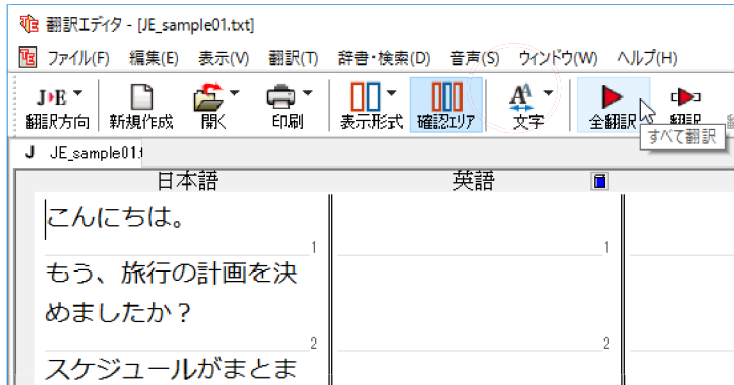 翻訳エディタ - [JE_sample01.txt]
ファイル(F) 編集(E) 表示(V) 翻訳(T) 辞書・検索(D) 音声(S) ウィンドウ(W) ヘルプ(H)
J▸E
翻訳方向 新規作成 開く 印刷 表示形式 確認エリア 文字 全翻訳 翻訳
すべて翻訳
J JE_sample01.t
日本語 英語
こんにちは。
1 1
もう、旅行の計画を決
めましたか？
2 2
スケジュールがまとま